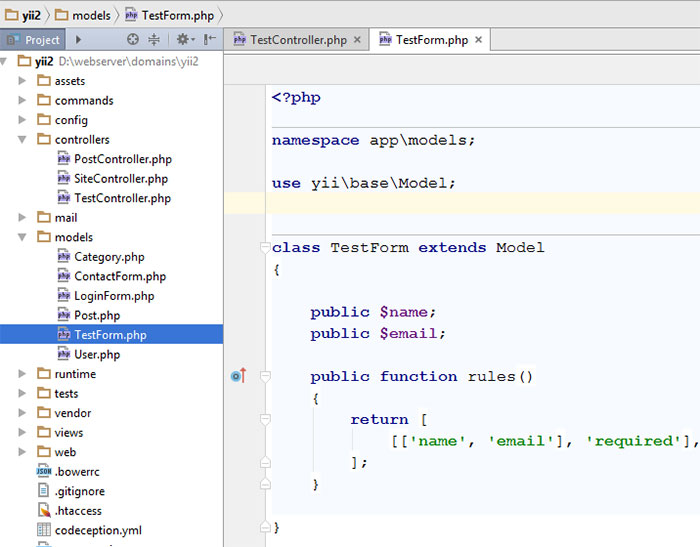 yii2 models TestForm.php
Project
TestController.php TestForm.php
yii2 D:\webserver\domains\yii2
assets
commands
config
controllers
PostController.php
SiteController.php
TestController.php
mail
models
Category.php
ContactForm.php
LoginForm.php
Post.php
TestForm.php
User.php
runtime
tests
vendor
views
web
.bowerrc
.gitignore
.htaccess
codeception.yml
<?php
namespace app\models;
use yii\base\Model;
class TestForm extends Model
{
public $name;
public $email;
public function rules()
{
return [
[['name', 'email'], 'required'],
];
}
}